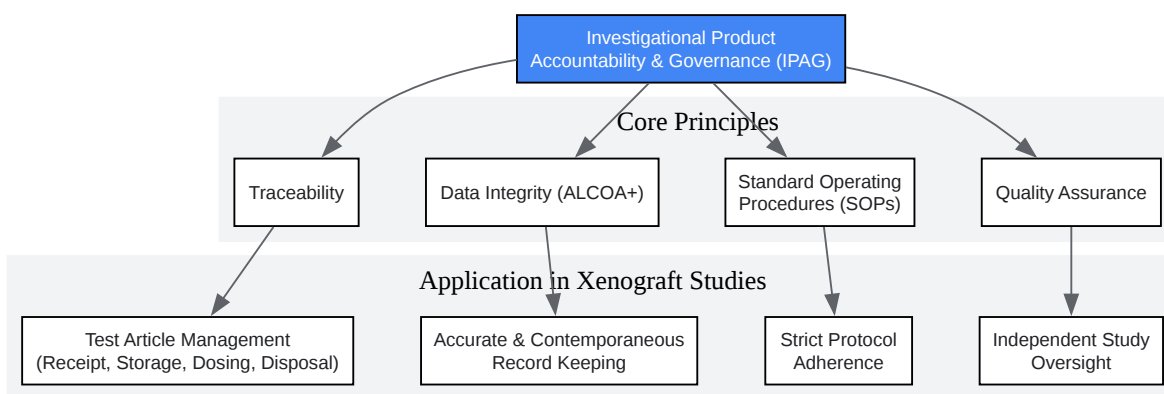 Investigational Product
Accountability & Governance (IPAG)
Core Principles
Traceability
Data Integrity (ALCOA+)
Standard Operating
Procedures (SOPs)
Quality Assurance
Application in Xenograft Studies
Test Article Management
(Receipt, Storage, Dosing, Disposal)
Accurate & Contemporaneous
Record Keeping
Strict Protocol
Adherence
Independent Study
Oversight